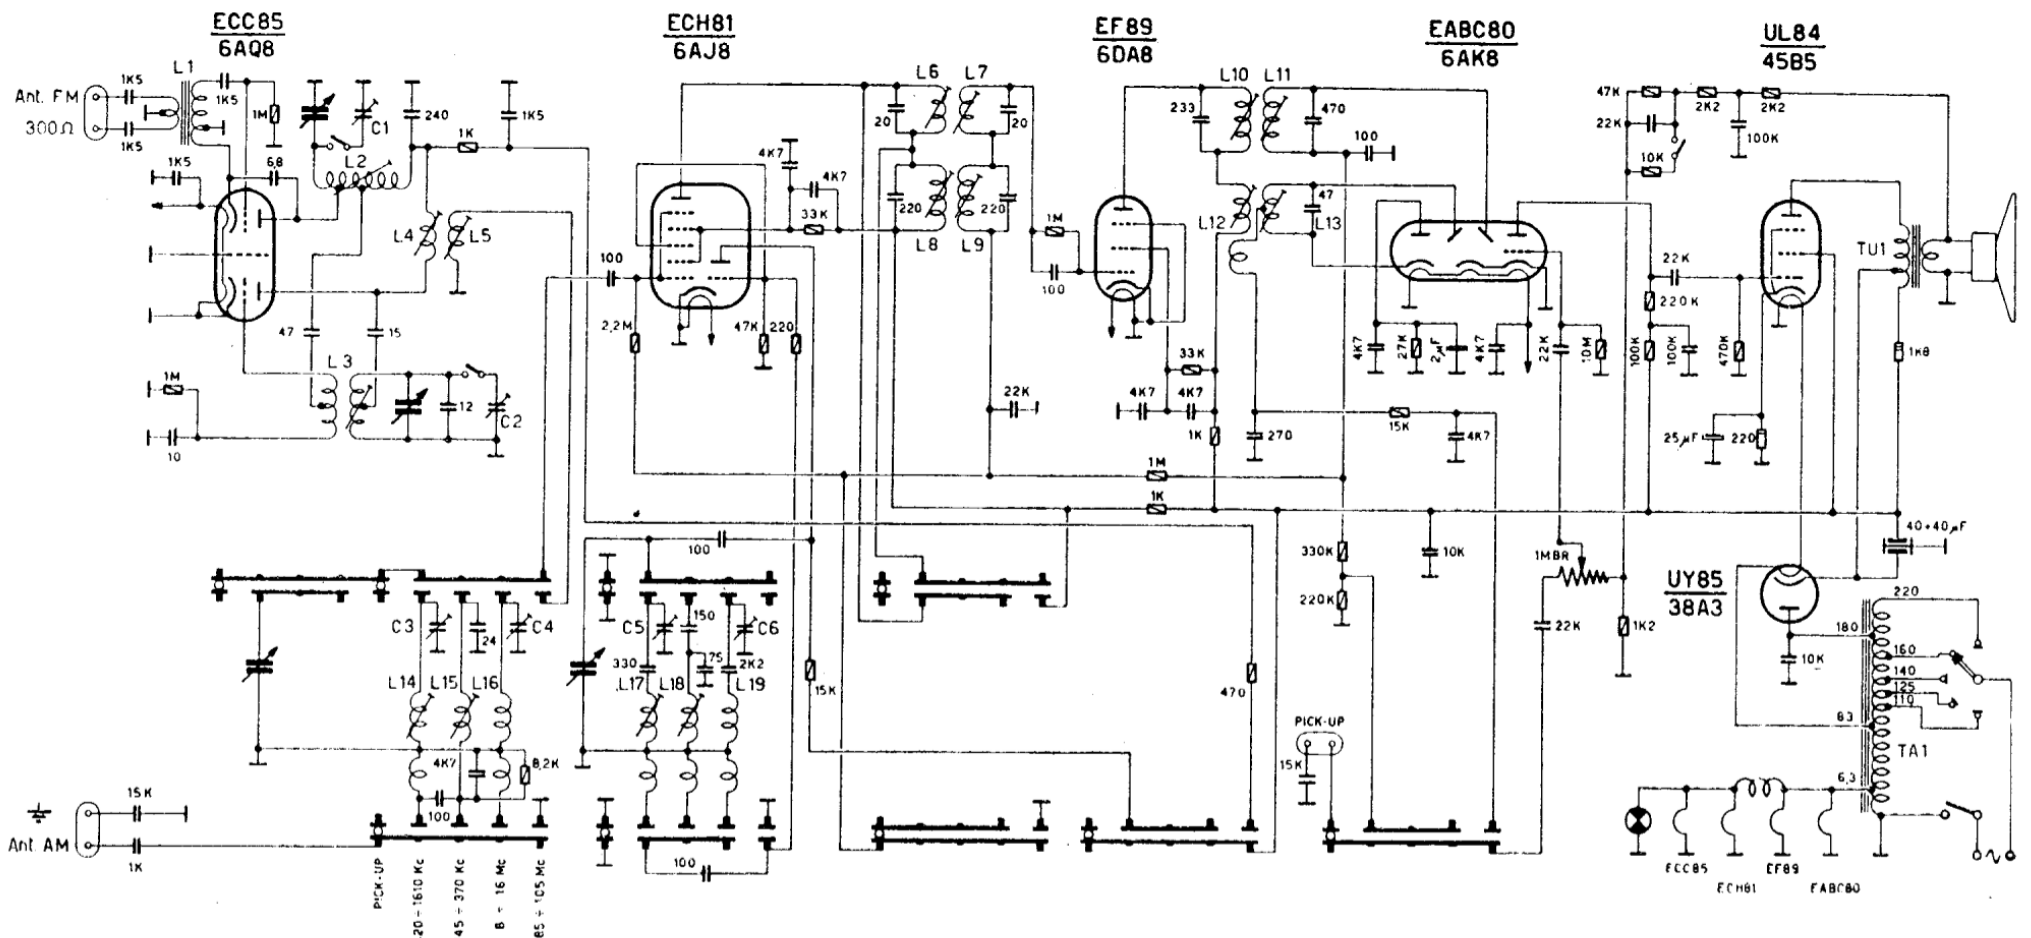 ECC85
6AQ8
ECH81
6AJ8
EF89
6DA8
EABC80
6AK8
UL84
45B5
Ant. FM
300Ω
1K5
1K5
L1
1K5
1M
C1
240
1K
1K5
1K5
6,8
L2
L4
L5
47
15
1M
L3
12
C2
10
100
2,2M
47K
220
4K7
4K7
33K
L6
L7
20
20
220
220
L8
L9
22K
1M
100
L10
L11
233
470
100
L12
47
L13
33K
4K7
4K7
1K
270
15K
4K7
4K7
27K
2µF
4K7
22K
10M
47K
22K
10K
2K2
2K2
100K
22K
220K
100K
100K
470K
25µF
220
TU1
1K8
40+40µF
1M
1K
100
330K
220K
10K
1MBR
22K
1K2
UY85
38A3
10K
220
180
160
140
125
110
83
TA1
6,3
C3
24
C4
L14
L15
L16
4K7
8,2K
100
C5
150
C6
330
75
2K2
L17
L18
L19
15K
470
PICK-UP
15K
100
15K
Ant. AM
1K
PICK-UP
20 ÷ 1610 Kc
45 ÷ 370 Kc
6 ÷ 16 Mc
85 ÷ 105 Mc
ECC85
ECH81
EF89
EABC80